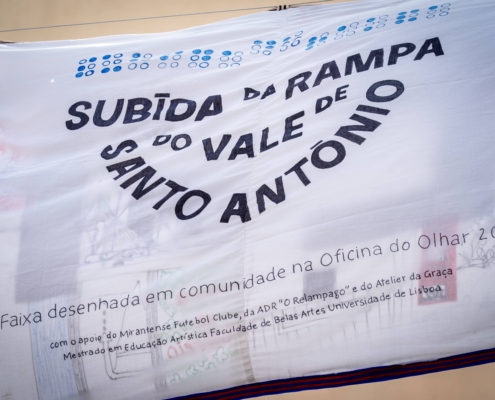 SUBĪDA DA RAMPA
DO VALE DE
SANTO ANTÓNIO
Faixa desenhada em comunidade na Oficina do Olhar 20
com o apoio do Mirantense Futebol Clube, da ADR "O Relampago" e do Atelier da Graça
Mestrado em Educação Artística Faculdade de Belas Artes Universidade de Lisboa